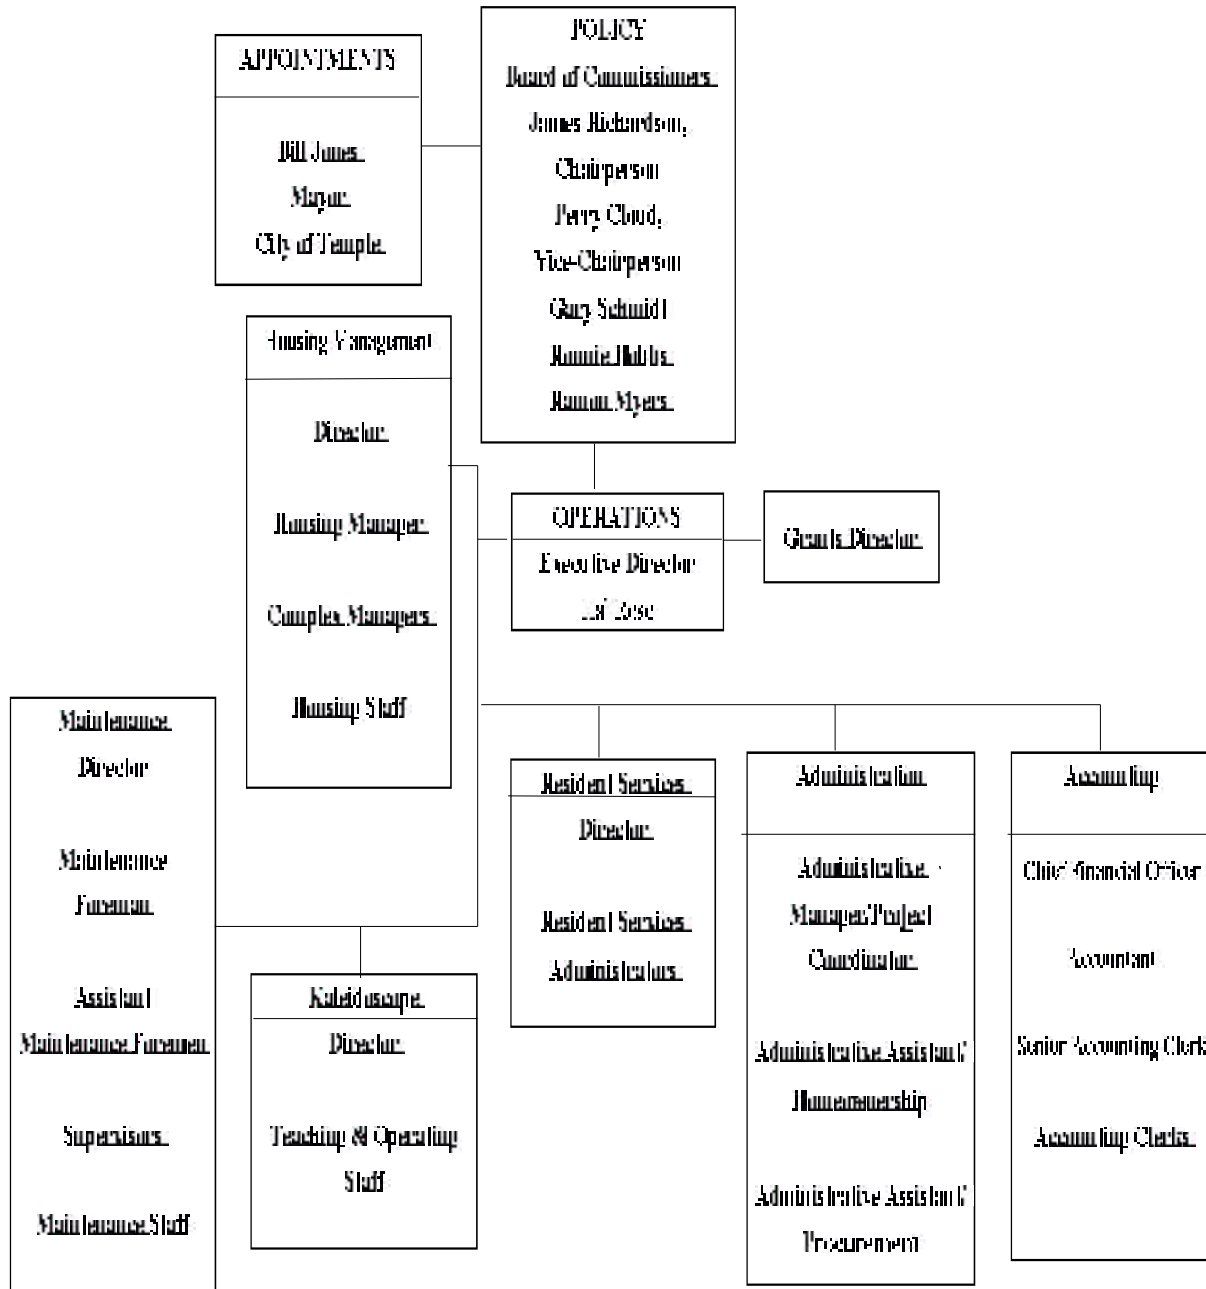 APPOINTMENTS
Bill Jones
Mayor
City of Temple
POLICY
Board of Commissioners
James Richardson,
Chairperson
Perry Cloud,
Vice-Chairperson
Gary Schmidt
Ronnie Hobbs
Ramon Myers
Housing Management
Director
Housing Manager
Complex Managers
Housing Staff
OPERATIONS
Executive Director
Grants Director
Maintenance
Director
Maintenance
Foreman
Assistant
Maintenance Foremen
Supervisors
Maintenance Staff
Kaleidoscope
Director
Teaching & Operating
Staff
Resident Services
Director
Resident Services
Administrators
Administration
Administrative
Manager/Project
Coordinator
Administrative Assistant/
Homeownership
Administrative Assistant/
Procurement
Accounting
Chief Financial Officer
Accountant
Senior Accounting Clerk
Accounting Clerks